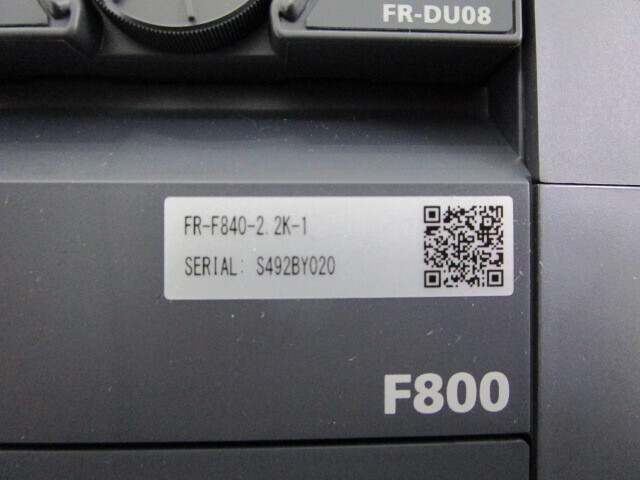 FR-DU08
FR-F840-2.2K-1
SERIAL: S492BY020
F800